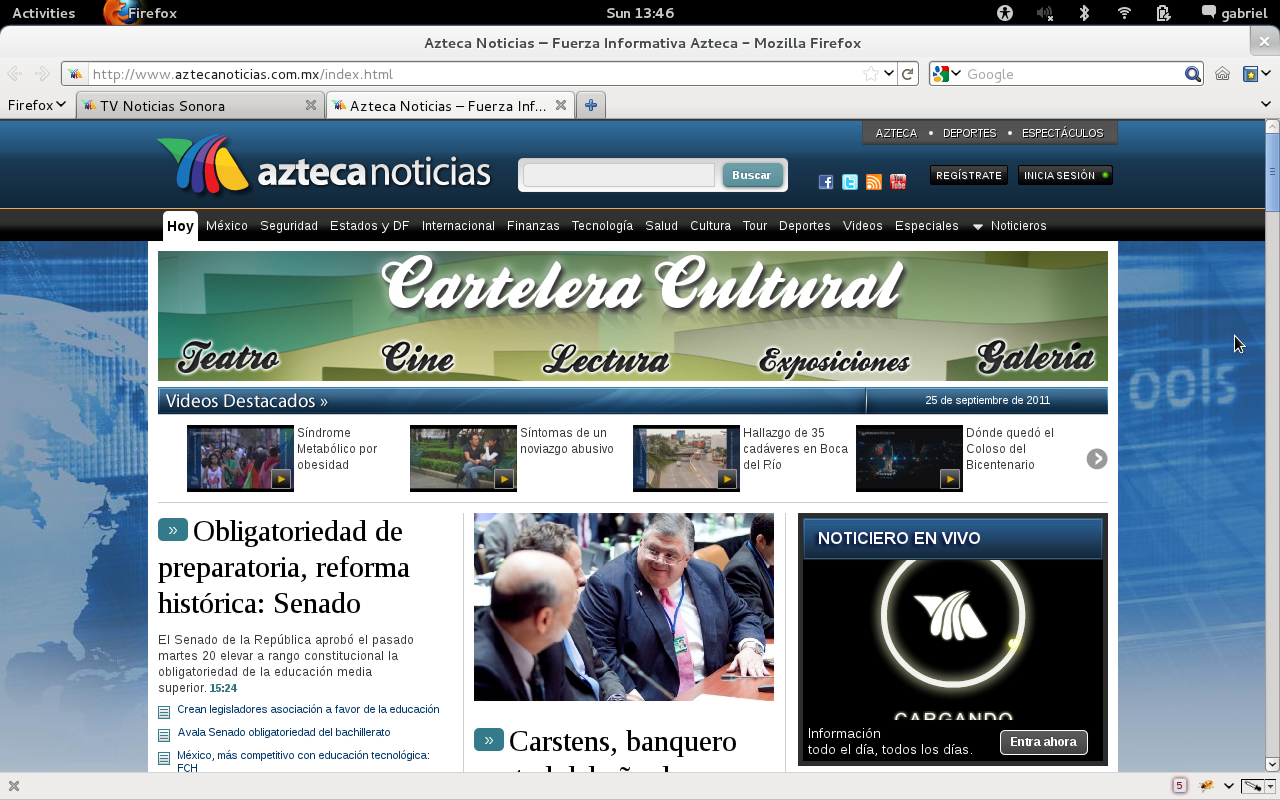 Activities Firefox Sun 13:46 gabriel
Azteca Noticias — Fuerza Informativa Azteca - Mozilla Firefox
http://www.aztecanoticias.com.mx/index.html Google
Firefox TV Noticias Sonora Azteca Noticias — Fuerza Inf...
AZTECA • DEPORTES • ESPECTÁCULOS
aztecanoticias Buscar REGÍSTRATE INICIA SESIÓN
You Tube
Hoy México Seguridad Estados y DF Internacional Finanzas Tecnología Salud Cultura Tour Deportes Videos Especiales Noticieros
Cartelera Cultural
Teatro Cine Lectura Exposiciones Galería
ools
Videos Destacados » 25 de septiembre de 2011
Síndrome
Metabólico por
obesidad
Síntomas de un
noviazgo abusivo
Hallazgo de 35
cadáveres en Boca
del Río
Dónde quedó el
Coloso del
Bicentenario
» Obligatoriedad de
preparatoria, reforma
histórica: Senado
El Senado de la República aprobó el pasado
martes 20 elevar a rango constitucional la
obligatoriedad de la educación media
superior. 15:24
Crean legisladores asociación a favor de la educación
Avala Senado obligatoriedad del bachillerato
México, más competitivo con educación tecnológica:
FCH
» Carstens, banquero
NOTICIERO EN VIVO
CARGANDO
Información
todo el día, todos los días.
Entra ahora
5